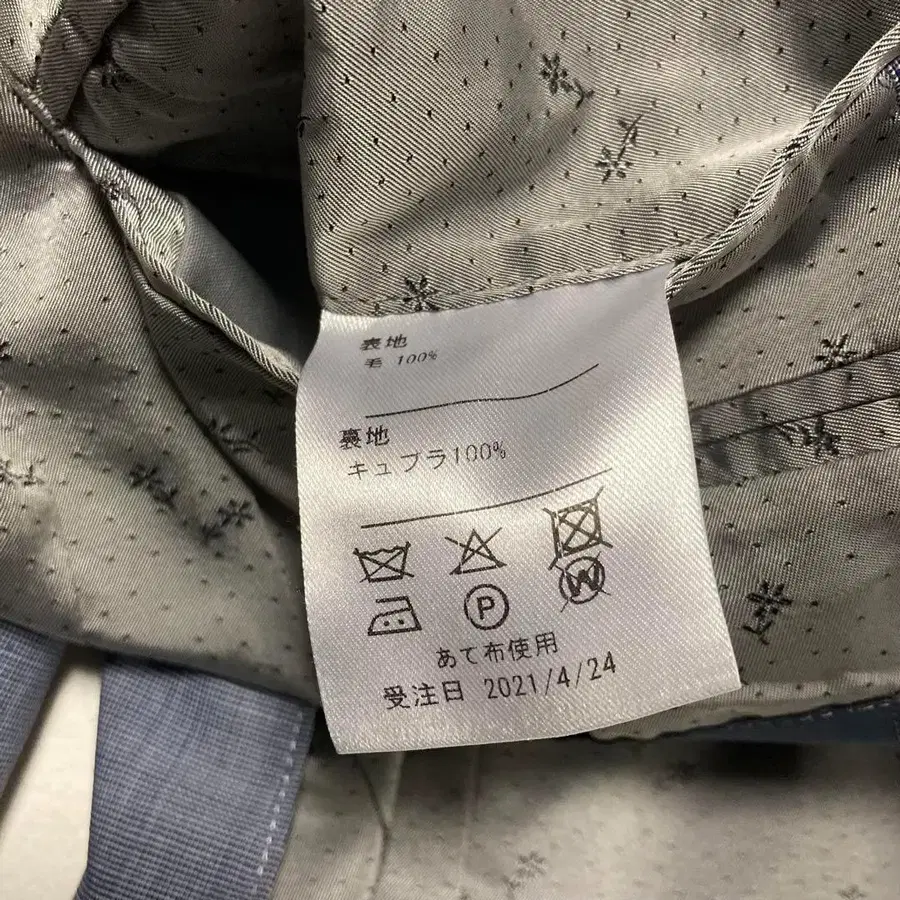 表地
毛 100%
裏地
キュプラ100%
P
W
あて布使用
受注日 2021/4/24